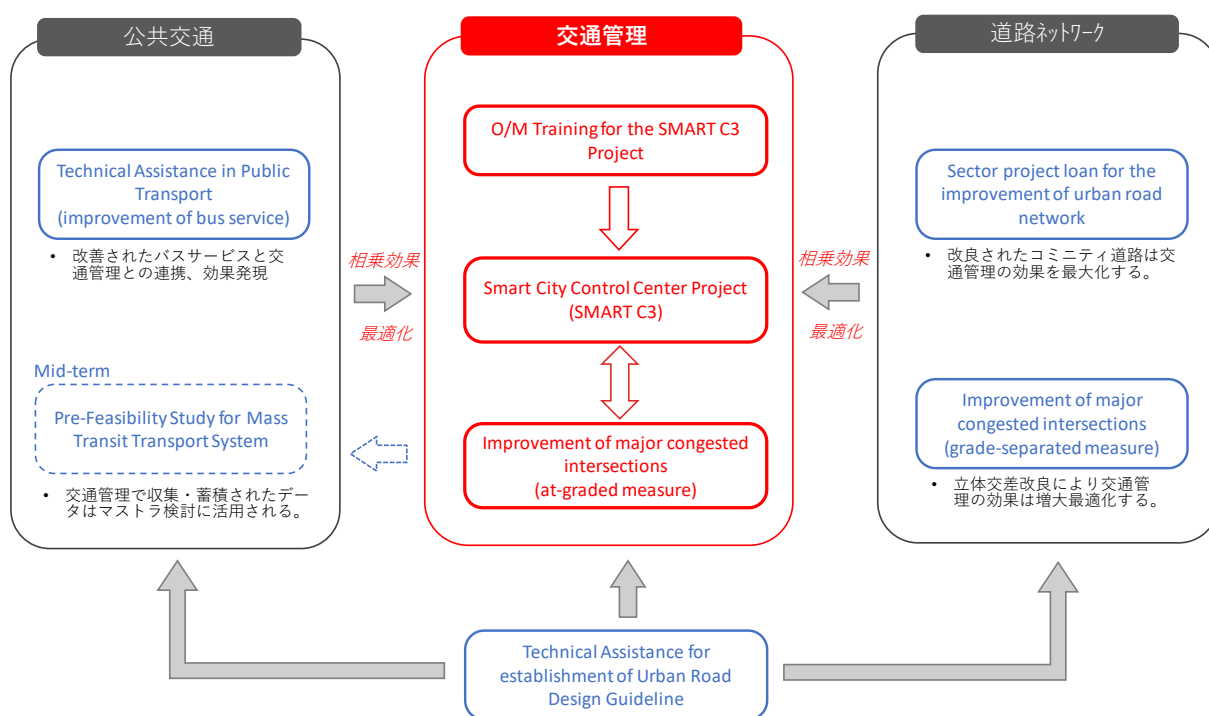 公共交通
Technical Assistance in Public
Transport
(improvement of bus service)
• 改善されたバスサービスと交
通管理との連携、効果発現
Mid-term
Pre-Feasibility Study for Mass
Transit Transport System
• 交通管理で収集・蓄積されたデー
タはマストラ検討に活用される。
相乗効果
最適化
交通管理
O/M Training for the SMART C3
Project
Smart City Control Center Project
(SMART C3)
Improvement of major congested
intersections
(at-graded measure)
相乗効果
最適化
道路ネットワーク
Sector project loan for the
improvement of urban road
network
• 改良されたコミニティ道路は交
通管理の効果を最大化する。
Improvement of major
congested intersections
(grade-separated measure)
• 立体交差改良により交通管
理の効果は増大最適化する。
Technical Assistance for
establishment of Urban Road
Design Guideline